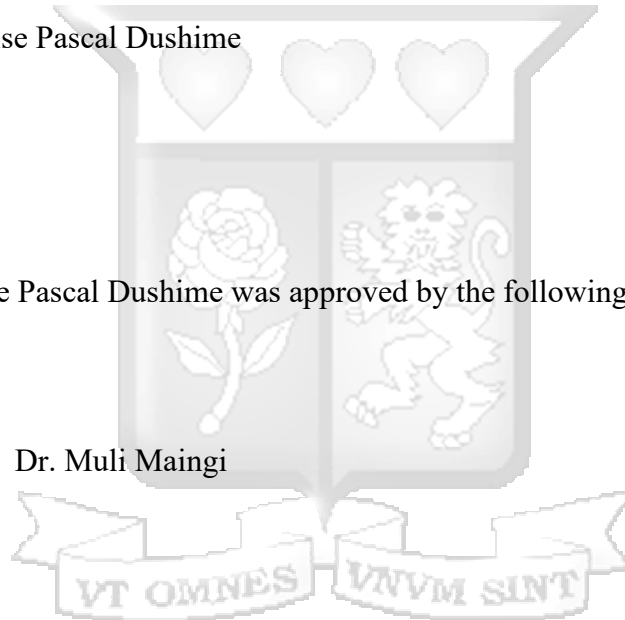 se Pascal Dushime
e Pascal Dushime was approved by the following
Dr. Muli Maingi
VT OMNES VNVM SINT